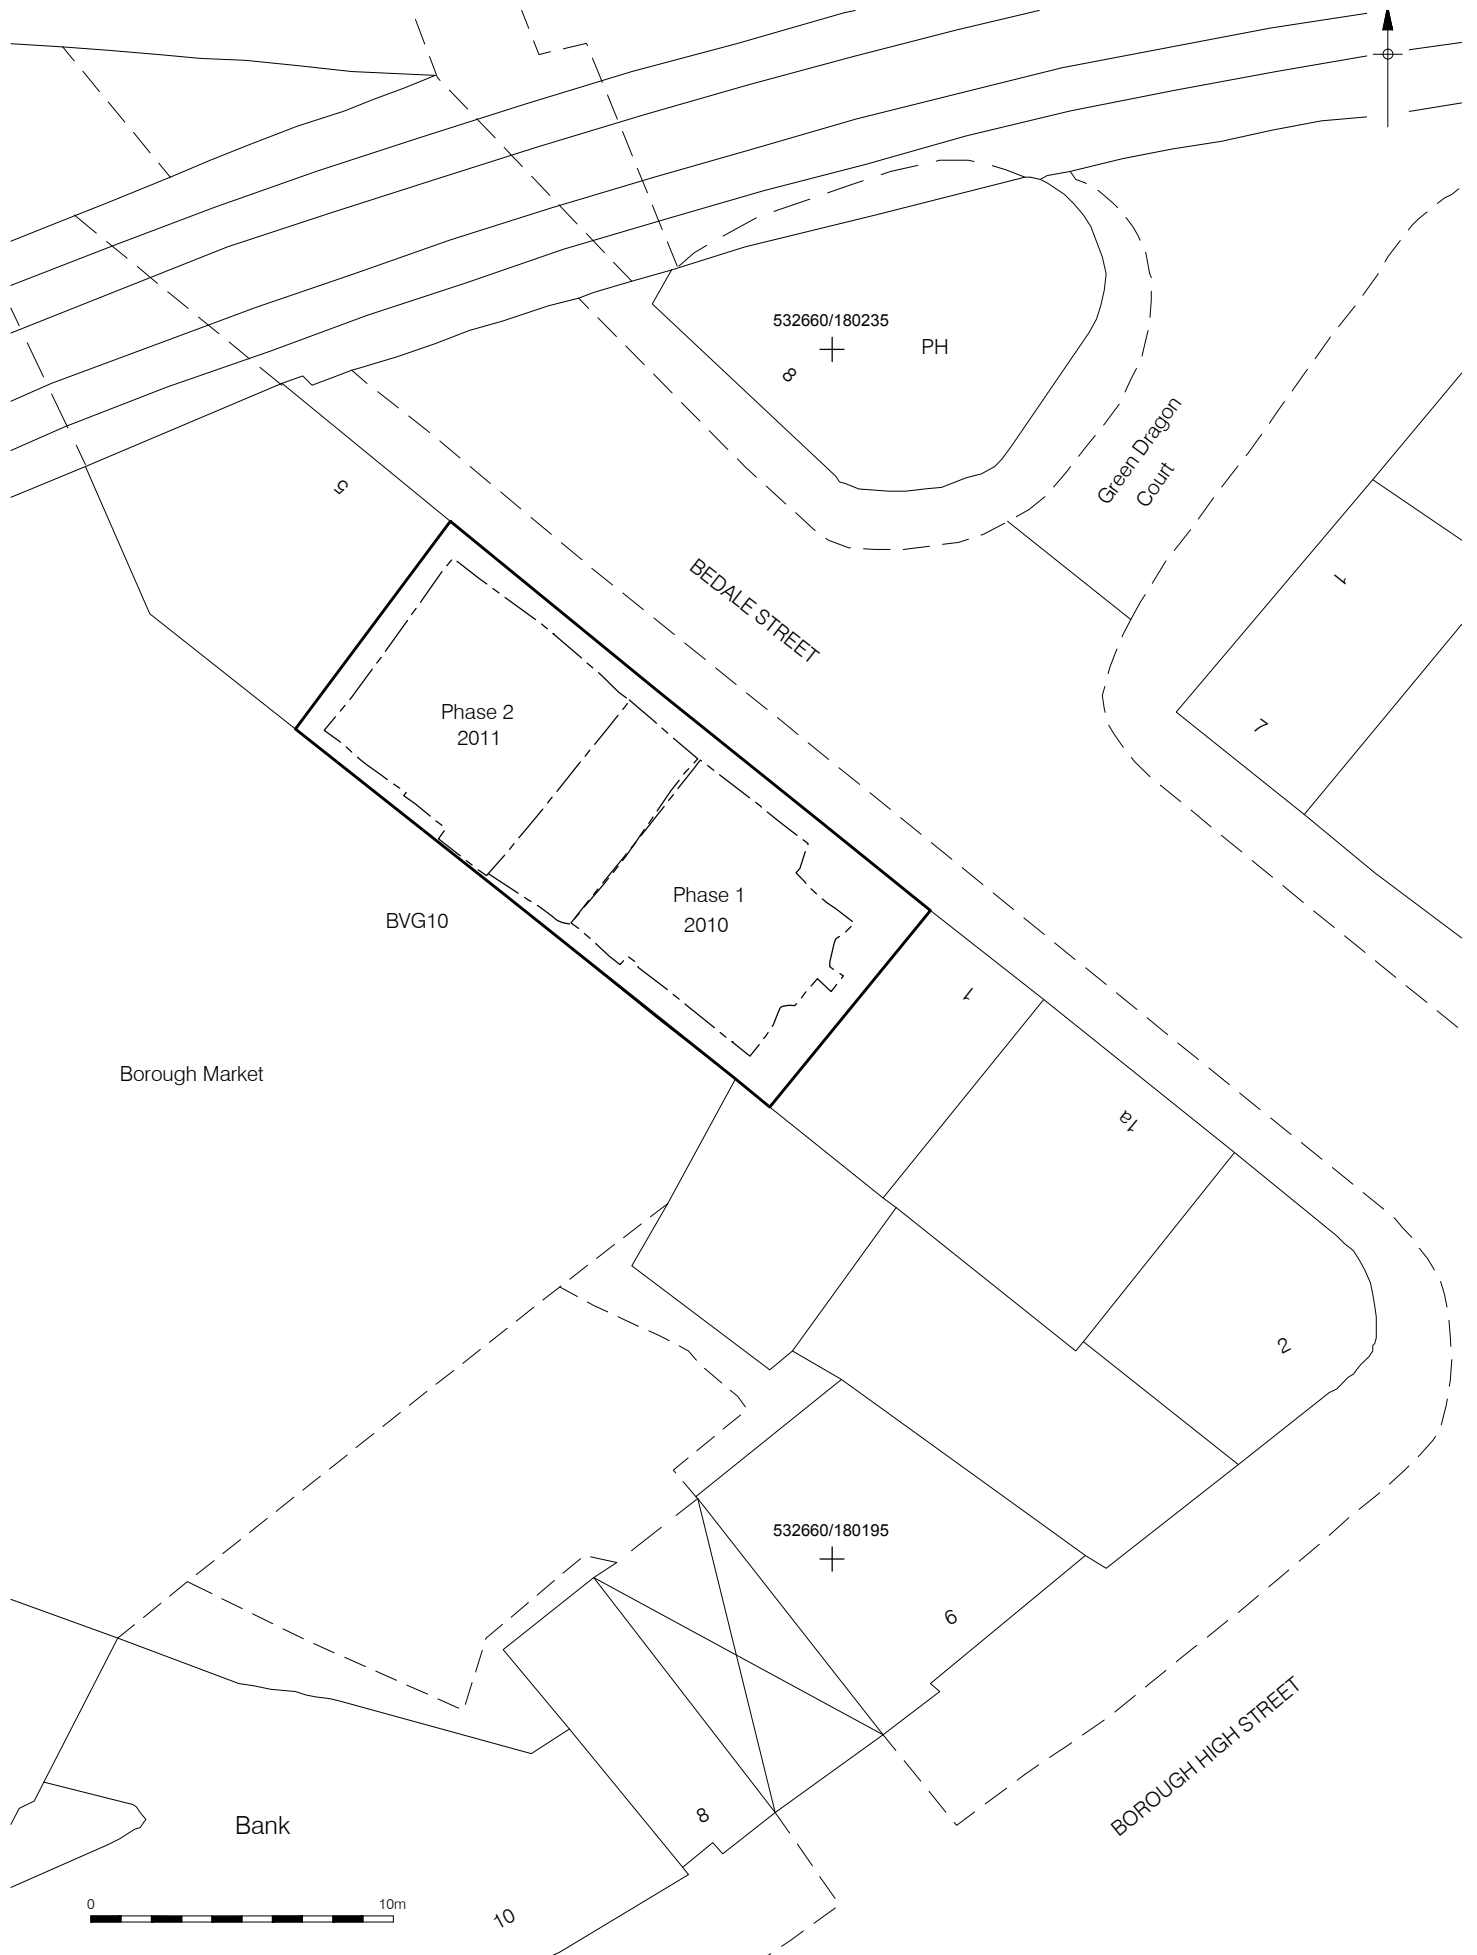 532660/180235
PH
8
Green Dragon
Court
5
BEDALE STREET
1
7
Phase 2
2011
Phase 1
2010
BVG10
1
Borough Market
1a
2
532660/180195
6
BOROUGH HIGH STREET
8
Bank
0 10m
10